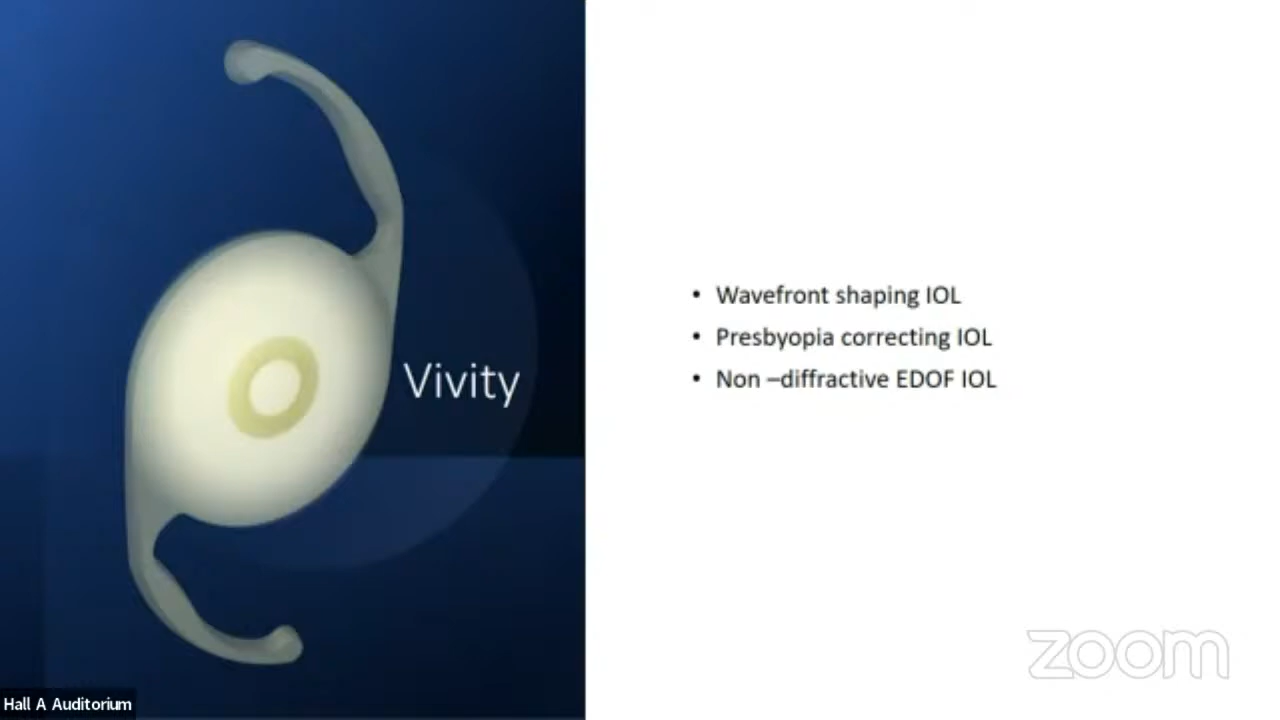 Vivity
• Wavefront shaping IOL
• Presbyopia correcting IOL
• Non –diffractive EDOF IOL
zoom
Hall A Auditorium